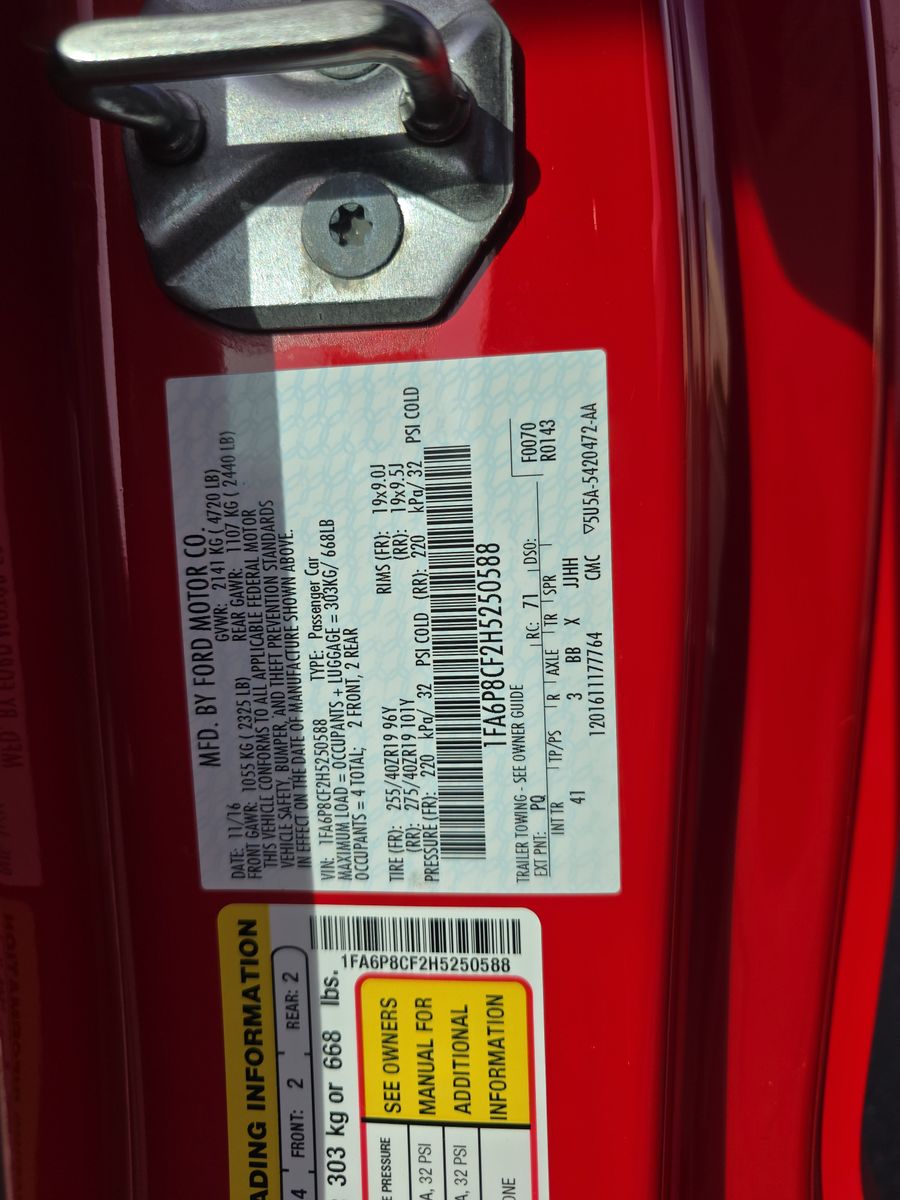 MFD. BY FORD MOTOR CO.
DATE: 11/16 GVWR: 2141 KG ( 4720 LB)
FRONT GAWR: 1055 KG ( 2325 LB) REAR GAWR: 1107 KG ( 2440 LB)
THIS VEHICLE CONFORMS TO ALL APPLICABLE FEDERAL MOTOR
VEHICLE SAFETY, BUMPER, AND THEFT PREVENTION STANDARDS
IN EFFECT ON THE DATE OF MANUFACTURE SHOWN ABOVE.
VIN: 1FA6P8CF2H5250588 TYPE: Passenger Car
MAXIMUM LOAD = OCCUPANTS + LUGGAGE = 303KG/ 668LB
OCCUPANTS = 4 TOTAL; 2 FRONT, 2 REAR
TIRE (FR): 255/40ZR19 96Y RIMS (FR): 19x9.0J
(RR): 275/40ZR19 101Y (RR): 19x9.5J
PRESSURE (FR): 220 kPa/ 32 PSI COLD (RR): 220 kPa/ 32 PSI COLD
1FA6P8CF2H5250588
TRAILER TOWING - SEE OWNER GUIDE F0070
EXT PNT: PQ RC: 71 DSO: R0143
INT TR TP/PS R AXLE TR SPR
41 3 BB X JJHH
120161117764 CMC ▽5U5A-5420472-AA
ADING INFORMATION
4 FRONT: 2 REAR: 2
303 kg or 668 lbs.
1FA6P8CF2H5250588
E PRESSURE
A, 32 PSI
A, 32 PSI
ONE
SEE OWNERS
MANUAL FOR
ADDITIONAL
INFORMATION